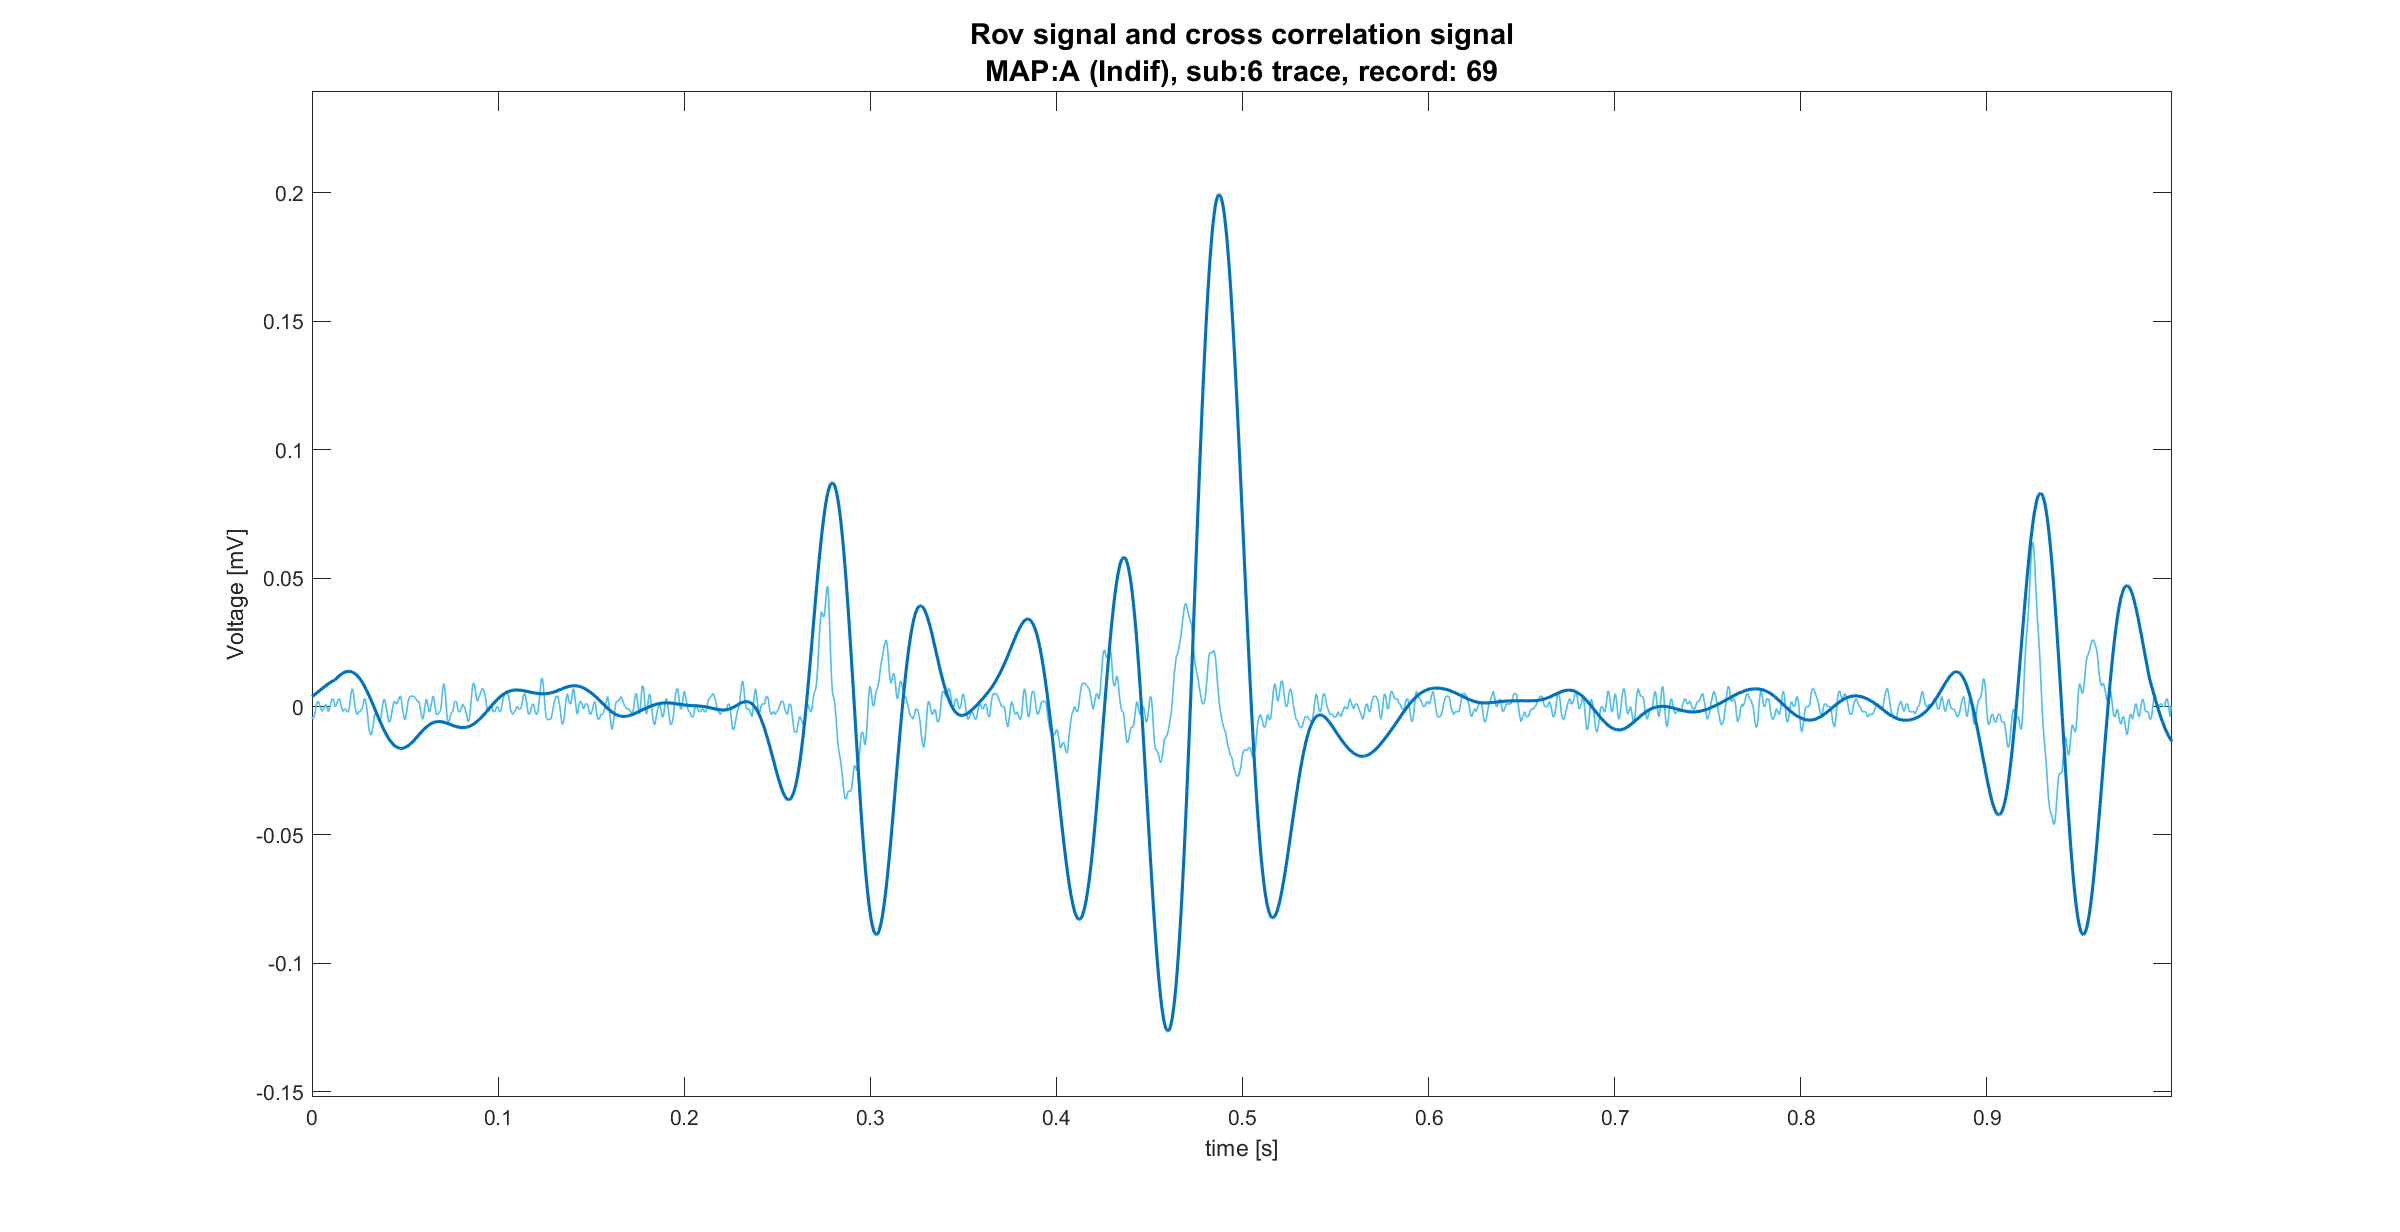 Rov signal and cross correlation signal
MAP:A (Indif), sub:6 trace, record: 69
Voltage [mV]
0.2
0.15
0.1
0.05
0
-0.05
-0.1
-0.15
0 0.1 0.2 0.3 0.4 0.5 0.6 0.7 0.8 0.9
time [s]